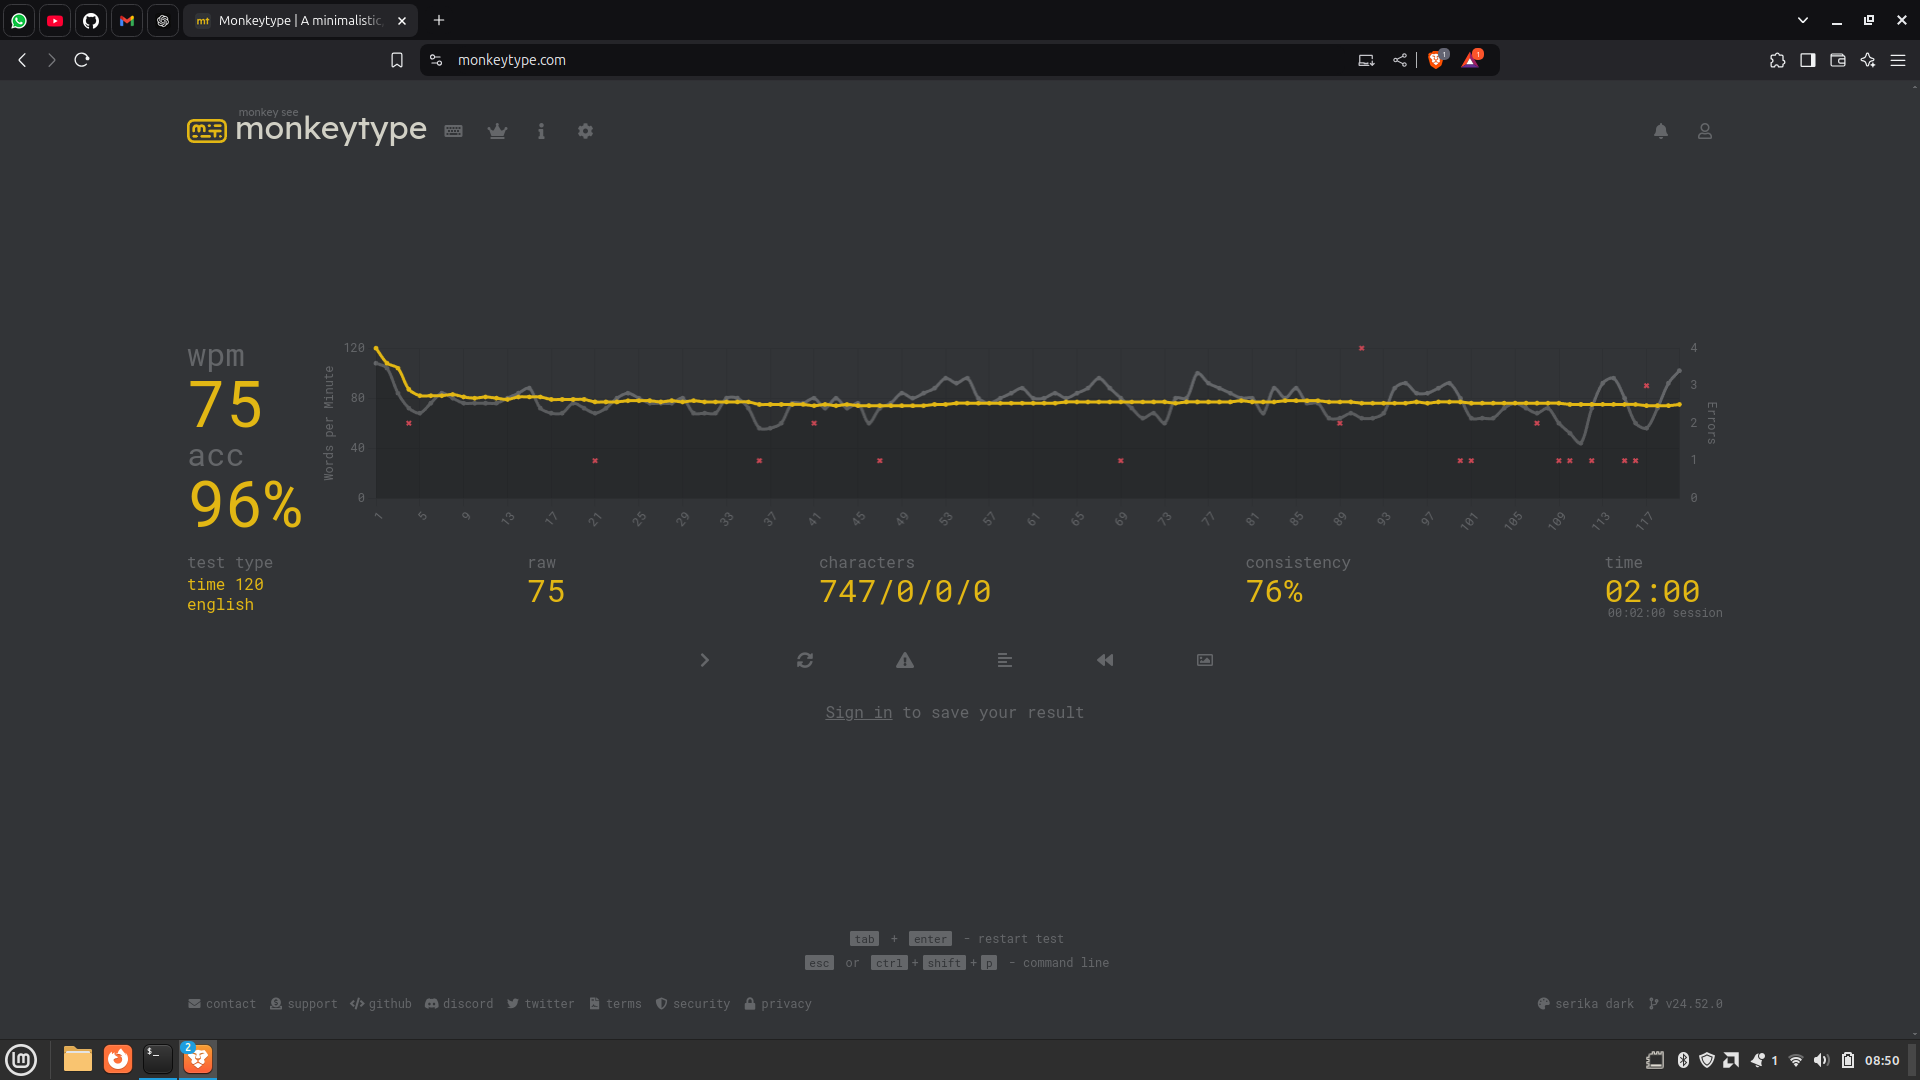 Monkeytype | A minimalistic,
monkeytype.com
1
1
monkey see
monkeytype
wpm
75
acc
96%
Words per Minute
120
80
40
0
4
3
2
1
0
Errors
1 5 9 13 17 21 25 29 33 37 41 45 49 53 57 61 65 69 73 77 81 85 89 93 97 101 105 109 113 117
test type
time 120
english
raw
75
characters
747/0/0/0
consistency
76%
time
02:00
00:02:00 session
Sign in to save your result
tab + enter - restart test
esc or ctrl + shift + p - command line
contact support github discord twitter terms security privacy
serika dark v24.52.0
2
1 08:50